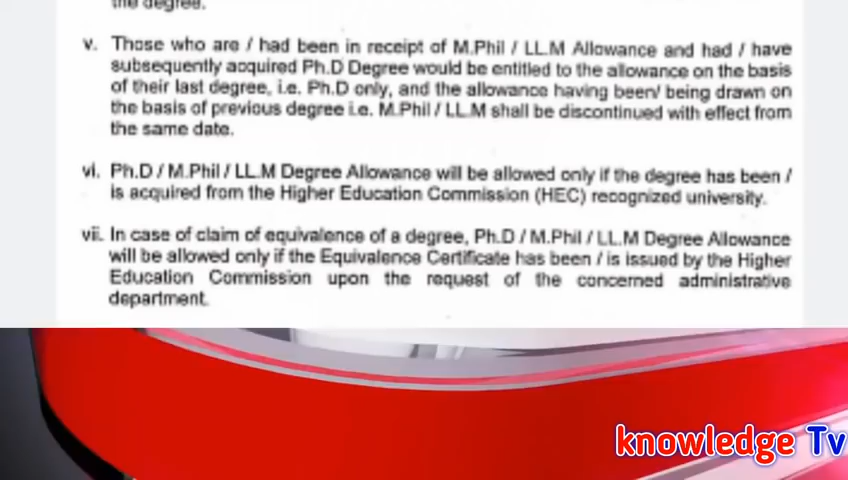 the degree.
v. Those who are / had been in receipt of M.Phil / LL.M Allowance and had / have
subsequently acquired Ph.D Degree would be entitled to the allowance on the basis
of their last degree, i.e. Ph.D only, and the allowance having been/ being drawn on
the basis of previous degree i.e. M.Phil / LL.M shall be discontinued with effect from
the same date.
vi. Ph.D / M.Phil / LL.M Degree Allowance will be allowed only if the degree has been /
is acquired from the Higher Education Commission (HEC) recognized university.
vii. In case of claim of equivalence of a degree, Ph.D / M.Phil / LL.M Degree Allowance
will be allowed only if the Equivalence Certificate has been / is issued by the Higher
Education Commission upon the request of the concerned administrative
department.
knowledge Tv